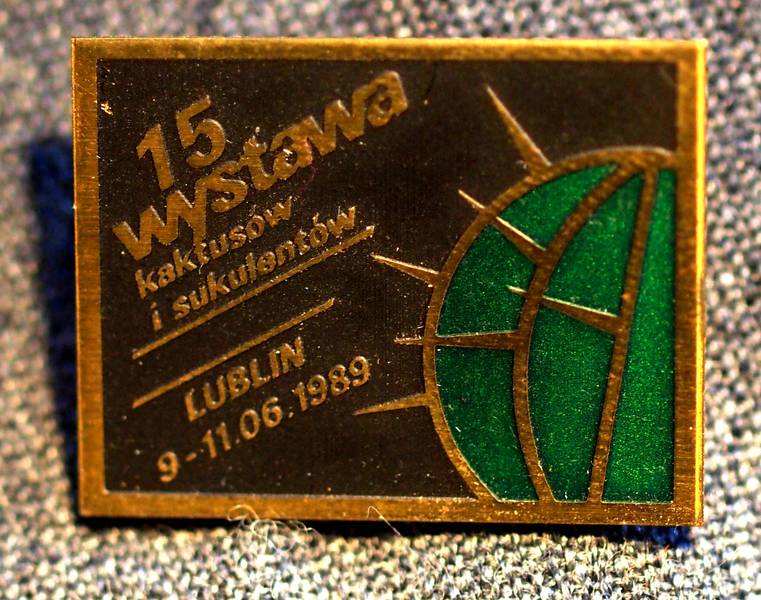 15
wystawa
kaktusów
i sukulentów
LUBLIN
9-11.06.1989